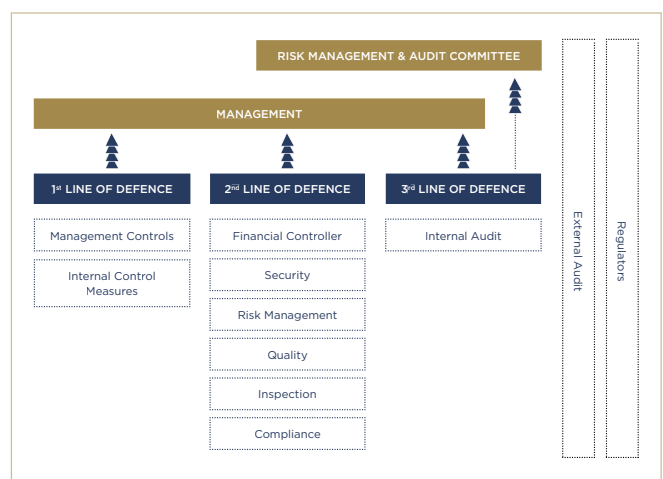 RISK MANAGEMENT & AUDIT COMMITTEE
MANAGEMENT
1st LINE OF DEFENCE
Management Controls
Internal Control
Measures
2nd LINE OF DEFENCE
Financial Controller
Security
Risk Management
Quality
Inspection
Compliance
3rd LINE OF DEFENCE
Internal Audit
External Audit
Regulators